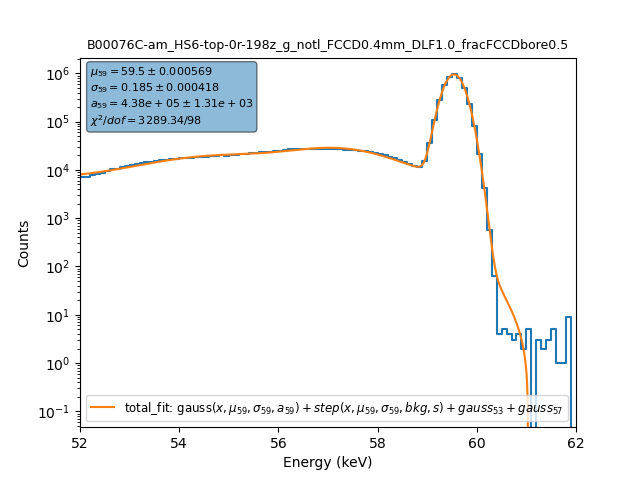 B00076C-am_HS6-top-0r-198z_g_notl_FCCD0.4mm_DLF1.0_fracFCCDbore0.5
μ₅₉ = 59.5 ± 0.000569
σ₅₉ = 0.185 ± 0.000418
a₅₉ = 4.38e + 05 ± 1.31e + 03
χ²/dof = 3289.34/98
10⁶
10⁵
10⁴
10³
10²
10¹
10⁰
10⁻¹
Counts
total_fit: gauss(x, μ₅₉, σ₅₉, a₅₉) + step(x, μ₅₉, σ₅₉, bkg, s) + gauss₅₃ + gauss₅₇
52 54 56 58 60 62
Energy (keV)